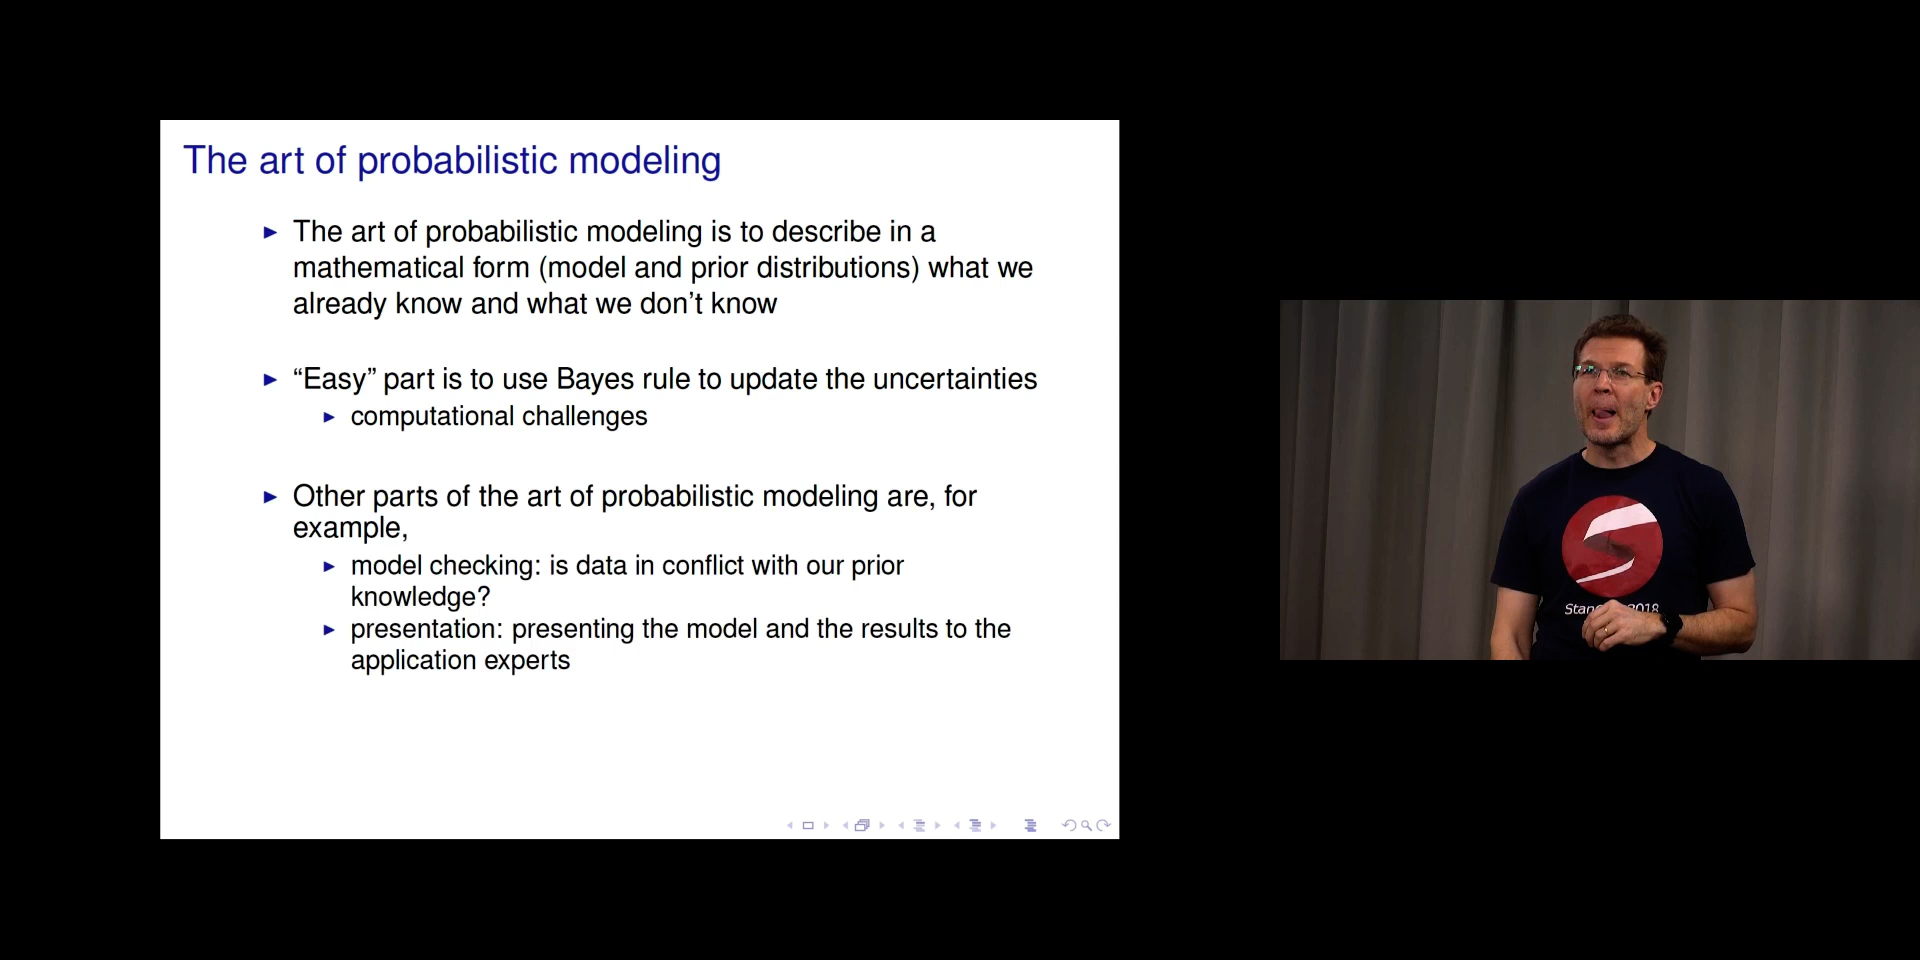 The art of probabilistic modeling
The art of probabilistic modeling is to describe in a
mathematical form (model and prior distributions) what we
already know and what we don’t know
“Easy” part is to use Bayes rule to update the uncertainties
computational challenges
Other parts of the art of probabilistic modeling are, for
example,
model checking: is data in conflict with our prior
knowledge?
presentation: presenting the model and the results to the
application experts
2018